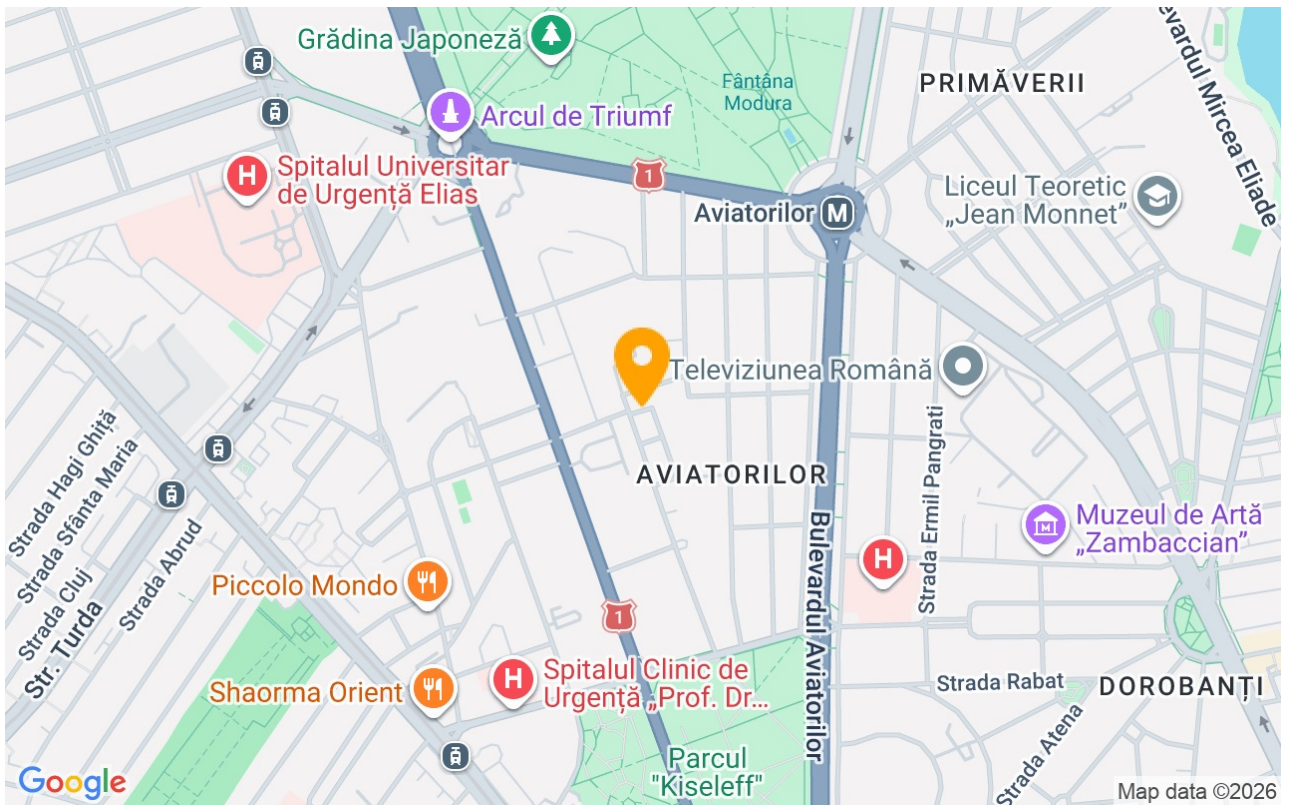 Grădina Japoneză
Fântâna
Modura
PRIMĂVERII
Bulevardul Mircea Eliade
Arcul de Triumf
H
Spitalul Universitar
de Urgență Elias
1
Aviatorilor
M
Liceul Teoretic
„Jean Monnet”
Televiziunea Română
Strada Hagi Ghiță
Strada Sfânta Maria
Strada Cluj
Str. Turda
Strada Abrud
AVIATORILOR
Strada Ermil Pangrati
Bulevardul Aviatorilor
M
Muzeul de Artă
„Zambaccian”
H
Piccolo Mondo
1
Shaorma Orient
H
Spitalul Clinic de
Urgență „Prof. Dr...
Strada Rabat
DOROBANȚI
Strada Atena
Parcul
"Kiseleff"
Google
Map data ©2026